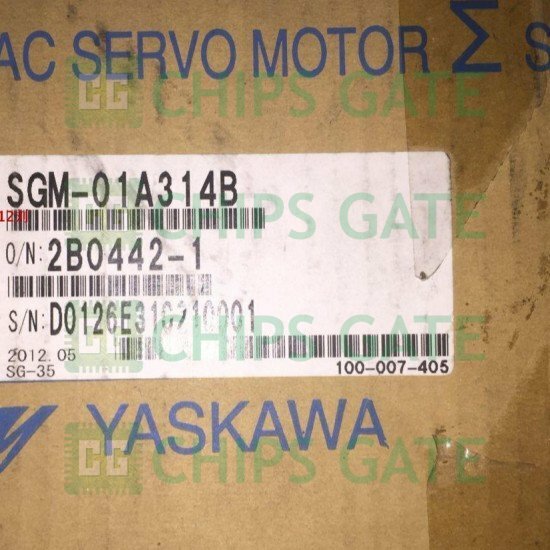 AC SERVO MOTOR Σ S
CHIPS GATE
SGM-01A314B
CHIPS GATE
O/N: 2B0442-1
S/N:
2012.05
SG-35
100-007-405
CHIPS GATE
YASKAWA
CHIPS GATE